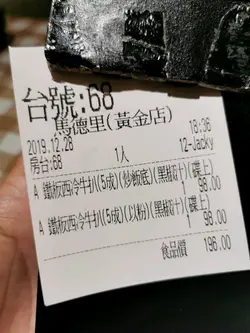 台號:68
馬德里(黃金店)
2019.12.26 18:36
房台:68 1人 12-Jacky
A 鐵板西冷牛扒(5成)(炒飯底)(黑椒汁)(碟上)
1 98.00
A 鐵板西冷牛扒(5成)(以粉)(黑椒汁)(碟上)
1 98.00
食品價 196.00